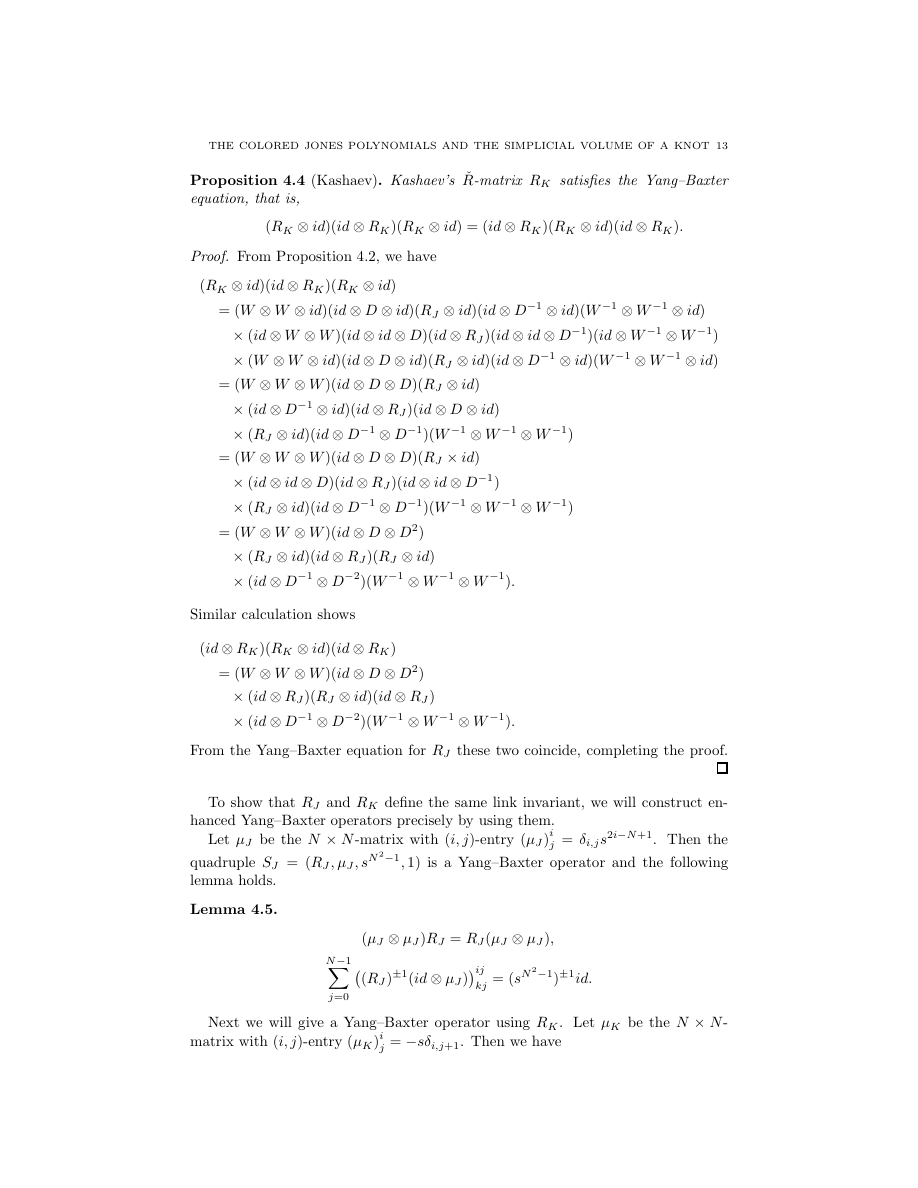 THE COLORED JONES POLYNOMIALS AND THE SIMPLICIAL VOLUME OF A KNOT 13
Proposition 4.4 (Kashaev). Kashaev's Ř-matrix R_K satisfies the Yang–Baxter
equation, that is,
(R_K ⊗ id)(id ⊗ R_K)(R_K ⊗ id) = (id ⊗ R_K)(R_K ⊗ id)(id ⊗ R_K).
Proof. From Proposition 4.2, we have
(R_K ⊗ id)(id ⊗ R_K)(R_K ⊗ id)
= (W ⊗ W ⊗ id)(id ⊗ D ⊗ id)(R_J ⊗ id)(id ⊗ D^{-1} ⊗ id)(W^{-1} ⊗ W^{-1} ⊗ id)
× (id ⊗ W ⊗ W)(id ⊗ id ⊗ D)(id ⊗ R_J)(id ⊗ id ⊗ D^{-1})(id ⊗ W^{-1} ⊗ W^{-1})
× (W ⊗ W ⊗ id)(id ⊗ D ⊗ id)(R_J ⊗ id)(id ⊗ D^{-1} ⊗ id)(W^{-1} ⊗ W^{-1} ⊗ id)
= (W ⊗ W ⊗ W)(id ⊗ D ⊗ D)(R_J ⊗ id)
× (id ⊗ D^{-1} ⊗ id)(id ⊗ R_J)(id ⊗ D ⊗ id)
× (R_J ⊗ id)(id ⊗ D^{-1} ⊗ D^{-1})(W^{-1} ⊗ W^{-1} ⊗ W^{-1})
= (W ⊗ W ⊗ W)(id ⊗ D ⊗ D)(R_J × id)
× (id ⊗ id ⊗ D)(id ⊗ R_J)(id ⊗ id ⊗ D^{-1})
× (R_J ⊗ id)(id ⊗ D^{-1} ⊗ D^{-1})(W^{-1} ⊗ W^{-1} ⊗ W^{-1})
= (W ⊗ W ⊗ W)(id ⊗ D ⊗ D^2)
× (R_J ⊗ id)(id ⊗ R_J)(R_J ⊗ id)
× (id ⊗ D^{-1} ⊗ D^{-2})(W^{-1} ⊗ W^{-1} ⊗ W^{-1}).
Similar calculation shows
(id ⊗ R_K)(R_K ⊗ id)(id ⊗ R_K)
= (W ⊗ W ⊗ W)(id ⊗ D ⊗ D^2)
× (id ⊗ R_J)(R_J ⊗ id)(id ⊗ R_J)
× (id ⊗ D^{-1} ⊗ D^{-2})(W^{-1} ⊗ W^{-1} ⊗ W^{-1}).
From the Yang–Baxter equation for R_J these two coincide, completing the proof.
□
To show that R_J and R_K define the same link invariant, we will construct en-
hanced Yang–Baxter operators precisely by using them.
Let μ_J be the N × N-matrix with (i, j)-entry (μ_J)^i_j = δ_{i,j}s^{2i−N+1}. Then the
quadruple S_J = (R_J, μ_J, s^{N^2−1}, 1) is a Yang–Baxter operator and the following
lemma holds.
Lemma 4.5.
(μ_J ⊗ μ_J)R_J = R_J(μ_J ⊗ μ_J),
\sum_{j=0}^{N−1} ((R_J)^{±1}(id ⊗ μ_J))^{ij}_{kj} = (s^{N^2−1})^{±1}id.
Next we will give a Yang–Baxter operator using R_K. Let μ_K be the N × N-
matrix with (i, j)-entry (μ_K)^i_j = −sδ_{i,j+1}. Then we have